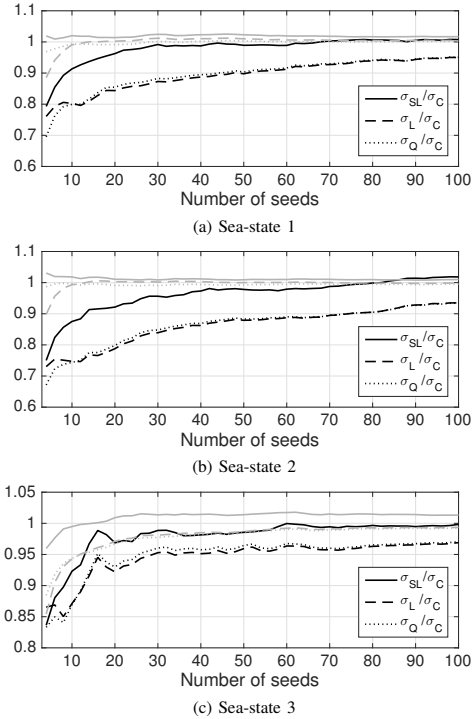 1.1
1
0.9
0.8
0.7
0.6
10 20 30 40 50 60 70 80 90 100
Number of seeds
σSL/σC
σL/σC
σQ/σC
(a) Sea-state 1
1.1
1
0.9
0.8
0.7
0.6
10 20 30 40 50 60 70 80 90 100
Number of seeds
σSL/σC
σL/σC
σQ/σC
(b) Sea-state 2
1.05
1
0.95
0.9
0.85
0.8
10 20 30 40 50 60 70 80 90 100
Number of seeds
σSL/σC
σL/σC
σQ/σC
(c) Sea-state 3